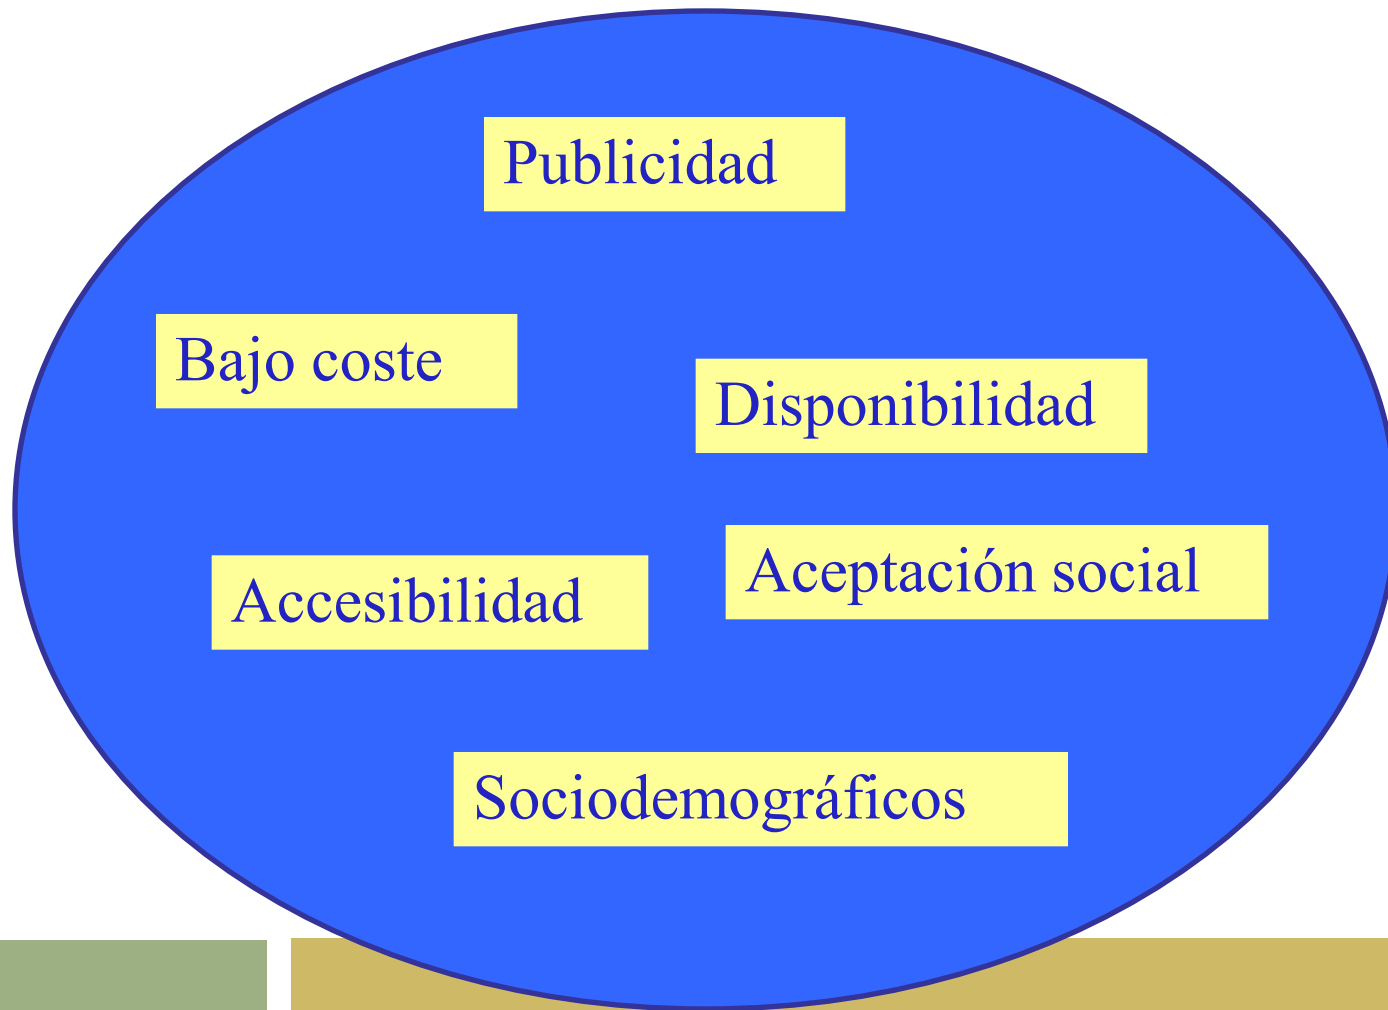 Publicidad
Bajo coste
Disponibilidad
Aceptación social
Accesibilidad
Sociodemográficos